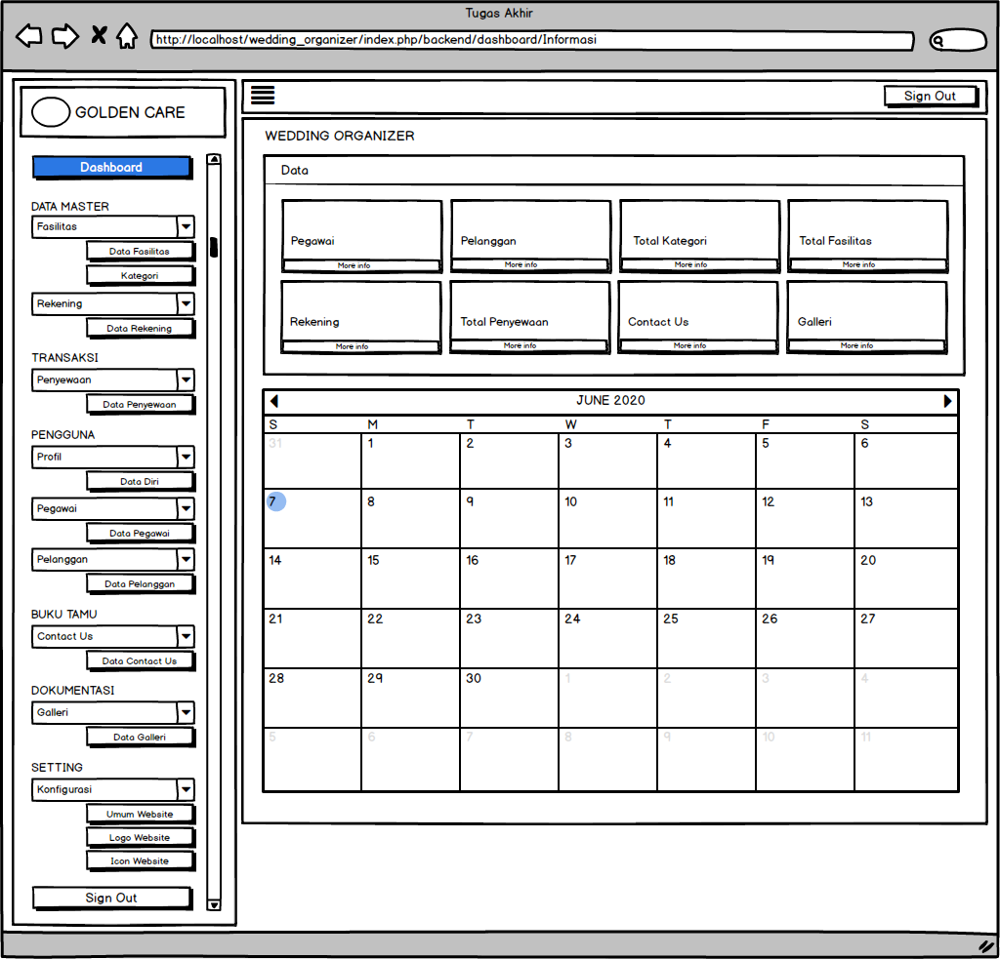 Tugas Akhir
http://localhost/wedding_organizer/index.php/backend/dashboard/Informasi
GOLDEN CARE
Dashboard
DATA MASTER
Fasilitas
Data Fasilitas
Kategori
Rekening
Data Rekening
TRANSAKSI
Penyewaan
Data Penyewaan
PENGGUNA
Profil
Data Diri
Pegawai
Data Pegawai
Pelanggan
Data Pelanggan
BUKU TAMU
Contact Us
Data Contact Us
DOKUMENTASI
Galleri
Data Galleri
SETTING
Konfigurasi
Umum Website
Logo Website
Icon Website
Sign Out
Sign Out
WEDDING ORGANIZER
Data
Pegawai Pelanggan Total Kategori Total Fasilitas
More info More info More info More info
Rekening Total Penyewaan Contact Us Galleri
More info More info More info More info
JUNE 2020
S M T W T F S
31 1 2 3 4 5 6
7 8 9 10 11 12 13
14 15 16 17 18 19 20
21 22 23 24 25 26 27
28 29 30 1 2 3 4
5 6 7 8 9 10 11